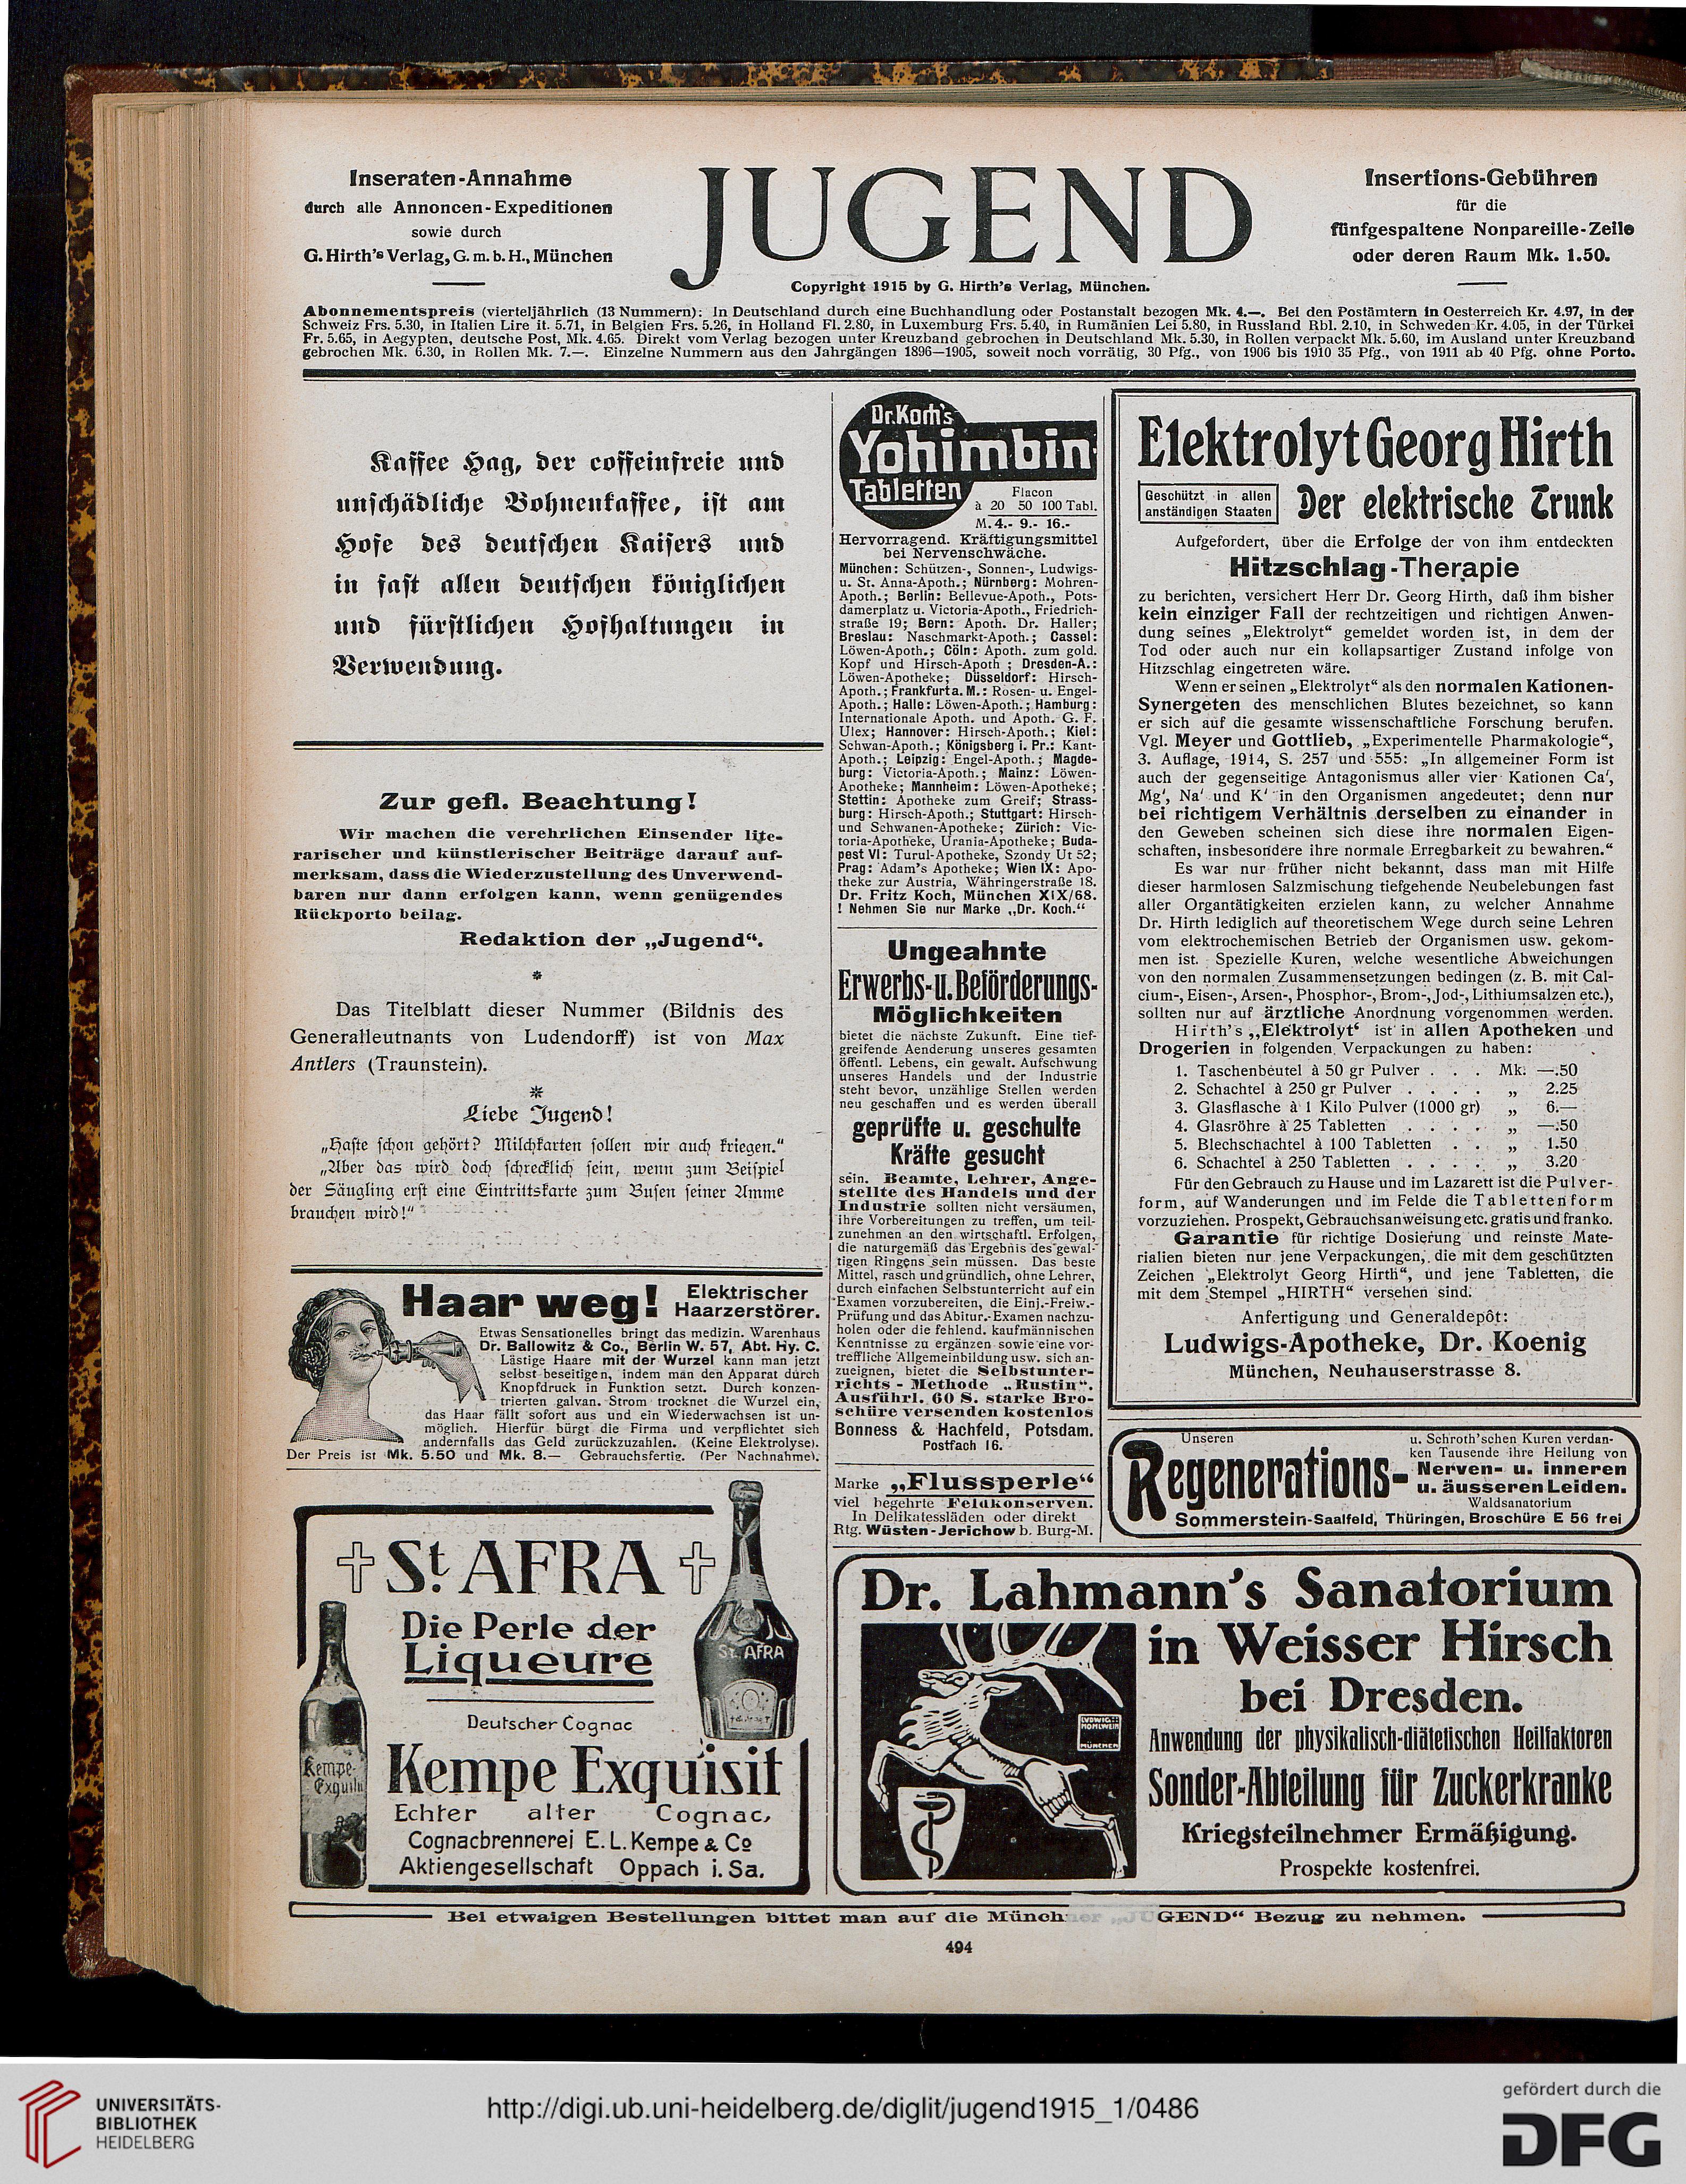 Inseraten-Annahme
durch alle Annoncen-Expeditionen
sowie durch
G. Hirth's Verlag, G. m. b. H., München
JUGEND
Copyright 1915 by G. Hirth's Verlag, München.
Insertions-Gebühren
für die
fünfgespaltene Nonpareille-Zeile
oder deren Raum Mk. 1.50.
Abonnementspreis (vierteljährlich (13 Nummern): In Deutschland durch eine Buchhandlung oder Postanstalt bezogen Mk. 4.—. Bei den Postämtern in Oesterreich Kr. 4.97, in der
Schweiz Frs. 5.30, in Italien Lire it. 5.71, in Belgien Frs. 5.26, in Holland Fl. 2.80, in Luxemburg Frs. 5.40, in Rumänien Lei 5.80, in Russland Rbl. 2.10, in Schweden Kr. 4.05, in der Türkei
Fr. 5.65, in Aegypten, deutsche Post, Mk. 4.65. Direkt vom Verlag bezogen unter Kreuzband gebrochen in Deutschland Mk. 5.30, in Rollen verpackt Mk. 5.60, im Ausland unter Kreuzband
gebrochen Mk. 6.30, in Rollen Mk. 7.—. Einzelne Nummern aus den Jahrgängen 1896—1905, soweit noch vorrätig, 30 Pfg., von 1906 bis 1910 35 Pfg., von 1911 ab 40 Pfg. ohne Porto.
Kaffee Hag, der coffeinfreie und
unschädliche Bohnenkaffee, ist am
Hofe des deutschen Kaisers und
in fast allen deutschen königlichen
und fürstlichen Hofhaltungen in
Verwendung.
Zur gefl. Beachtung!
Wir machen die verehrlichen Einsender lite-
rarischer und künstlerischer Beiträge darauf auf-
merksam, dass die Wiederzustellung des Unverwend-
baren nur dann erfolgen kann, wenn genügendes
Rückporto beilag.
Redaktion der „Jugend“.
*
Das Titelblatt dieser Nummer (Bildnis des
Generalleutnants von Ludendorff) ist von Max
Antlers (Traunstein).
*
Liebe Jugend!
„Hafte schon gehört? Milchkarten sollen wir auch kriegen.“
„Aber das wird doch schrecklich sein, wenn zum Beispiel
der Säugling erst eine Eintrittskarte zum Busen seiner Amme
brauchen wird!“
Haar weg! Elektrischer
Haarzerstörer.
Etwas Sensationelles bringt das medizin. Warenhaus
Dr. Ballowitz & Co., Berlin W. 57, Abt. Hy. C.
Lästige Haare mit der Wurzel kann man jetzt
selbst beseitigen, indem man den Apparat durch
Knopfdruck in Funktion setzt. Durch konzen-
trierten galvan. Strom trocknet die Wurzel ein,
das Haar fällt sofort aus und ein Wiederwachsen ist un-
möglich. Hierfür bürgt die Firma und verpflichtet sich
andernfalls das Geld zurückzuzahlen. (Keine Elektrolyse).
Der Preis ist Mk. 5.50 und Mk. 8.— Gebrauchsfertig. (Per Nachnahme).
St. AFRA
Die Perle der
Liqueure
St. AFRA
Deutscher Cognac
Kempe Exquisit
Kempe-
Exquisit
Echter alter Cognac,
Cognacbrennerei E. L. Kempe & Co
Aktiengesellschaft Oppach i. Sa.
Dr. Koch's
Yohimbin
Tabletten
Flacon
à 20 50 100 Tabl.
M. 4.- 9.- 16.-
Hervorragend. Kräftigungsmittel
bei Nervenschwäche.
München: Schützen-, Sonnen-, Ludwigs-
u. St. Anna-Apoth.; Nürnberg: Mohren-
Apoth.; Berlin: Bellevue-Apoth., Pots-
damerplatz u. Victoria-Apoth., Friedrich-
straße 19; Bern: Apoth. Dr. Haller;
Breslau: Naschmarkt-Apoth.; Cassel:
Löwen-Apoth.; Cöln: Apoth. zum gold.
Kopf und Hirsch-Apoth ; Dresden-A.:
Löwen-Apotheke; Düsseldorf: Hirsch-
Apoth.; Frankfurt a. M.: Rosen- u. Engel-
Apoth.; Halle: Löwen-Apoth.; Hamburg:
Internationale Apoth. und Apoth. G. F.
Ulex; Hannover: Hirsch-Apoth.; Kiel:
Schwan-Apoth.; Königsberg i. Pr.: Kant-
Apoth.; Leipzig: Engel-Apoth.; Magde-
burg: Victoria-Apoth.; Mainz: Löwen-
Apotheke; Mannheim: Löwen-Apotheke;
Stettin: Apotheke zum Greif; Strass-
burg: Hirsch-Apoth.; Stuttgart: Hirsch-
und Schwanen-Apotheke; Zürich: Vic-
toria-Apotheke, Urania-Apotheke; Buda-
pest VI: Turul-Apotheke, Szondy Ut 52;
Prag: Adam's Apotheke; Wien IX: Apo-
theke zur Austria, Währingerstraße 18.
Dr. Fritz Koch, München XIX/68.
! Nehmen Sie nur Marke „Dr. Koch.“
Ungeahnte
Erwerbs- u. Beförderungs-
Möglichkeiten
bietet die nächste Zukunft. Eine tief-
greifende Aenderung unseres gesamten
öffentl. Lebens, ein gewalt. Aufschwung
unseres Handels und der Industrie
steht bevor, unzählige Stellen werden
neu geschaffen und es werden überall
geprüfte u. geschulte
Kräfte gesucht
sein. Beamte, Lehrer, Ange-
stellte des Handels und der
Industrie sollten nicht versäumen,
ihre Vorbereitungen zu treffen, um teil-
zunehmen an den wirtschaftl. Erfolgen,
die naturgemäß das Ergebnis des gewal-
tigen Ringens sein müssen. Das beste
Mittel, rasch und gründlich, ohne Lehrer,
durch einfachen Selbstunterricht auf ein
Examen vorzubereiten, die Einj.-Freiw.-
Prüfung und das Abitur.-Examen nachzu-
holen oder die fehlend. kaufmännischen
Kenntnisse zu ergänzen sowie eine vor-
treffliche Allgemeinbildung usw. sich an-
zueignen, bietet die Selbstunter-
richts - Methode „Rustin“.
Ausführl. 60 S. starke Bro-
schüre versenden kostenlos
Bonness & Hachfeld, Potsdam.
Postfach 16.
Marke „Flussperle“
viel begehrte Feldkonserven.
In Delikatessläden oder direkt
Rtg. Wüsten-Jerichow b. Burg-M.
Elektrolyt Georg Hirth
Geschützt in allen
anständigen Staaten
Der elektrische Trunk
Aufgefordert, über die Erfolge der von ihm entdeckten
Hitzschlag-Therapie
zu berichten, versichert Herr Dr. Georg Hirth, daß ihm bisher
kein einziger Fall der rechtzeitigen und richtigen Anwen-
dung seines „Elektrolyt“ gemeldet worden ist, in dem der
Tod oder auch nur ein kollapsartiger Zustand infolge von
Hitzschlag eingetreten wäre.
Wenn er seinen „Elektrolyt“ als den normalen Kationen-
Synergeten des menschlichen Blutes bezeichnet, so kann
er sich auf die gesamte wissenschaftliche Forschung berufen.
Vgl. Meyer und Gottlieb, „Experimentelle Pharmakologie“,
3. Auflage, 1914, S. 257 und 555: „In allgemeiner Form ist
auch der gegenseitige Antagonismus aller vier Kationen Ca',
Mg', Na' und K' in den Organismen angedeutet; denn nur
bei richtigem Verhältnis derselben zu einander in
den Geweben scheinen sich diese ihre normalen Eigen-
schaften, insbesondere ihre normale Erregbarkeit zu bewahren.“
Es war nur früher nicht bekannt, dass man mit Hilfe
dieser harmlosen Salzmischung tiefgehende Neubelebungen fast
aller Organtätigkeiten erzielen kann, zu welcher Annahme
Dr. Hirth lediglich auf theoretischem Wege durch seine Lehren
vom elektrochemischen Betrieb der Organismen usw. gekom-
men ist. Spezielle Kuren, welche wesentliche Abweichungen
von den normalen Zusammensetzungen bedingen (z. B. mit Cal-
cium-, Eisen-, Arsen-, Phosphor-, Brom-, Jod-, Lithiumsalzen etc.),
sollten nur auf ärztliche Anordnung vorgenommen werden.
Hirth's „Elektrolyt“ ist in allen Apotheken und
Drogerien in folgenden Verpackungen zu haben:
1. Taschenbeutel à 50 gr Pulver . . . Mk. —.50
2. Schachtel à 250 gr Pulver . . . . „ 2.25
3. Glasflasche à 1 Kilo Pulver (1000 gr) „ 6.—
4. Glasröhre à 25 Tabletten . . . . „ —.50
5. Blechschachtel à 100 Tabletten . . „ 1.50
6. Schachtel à 250 Tabletten . . . . „ 3.20
Für den Gebrauch zu Hause und im Lazarett ist die Pulver-
form, auf Wanderungen und im Felde die Tablettenform
vorzuziehen. Prospekt, Gebrauchsanweisung etc. gratis und franko.
Garantie für richtige Dosierung und reinste Mate-
rialien bieten nur jene Verpackungen, die mit dem geschützten
Zeichen „Elektrolyt Georg Hirth“, und jene Tabletten, die
mit dem Stempel „HIRTH“ versehen sind.
Anfertigung und Generaldepôt:
Ludwigs-Apotheke, Dr. Koenig
München, Neuhauserstrasse 8.
Unseren
Regenerations-
u. Schroth'schen Kuren verdan-
ken Tausende ihre Heilung von
Nerven- u. inneren
u. äusseren Leiden.
Waldsanatorium
Sommerstein-Saalfeld, Thüringen, Broschüre E 56 frei
Dr. Lahmann's Sanatorium
in Weisser Hirsch
bei Dresden.
LVDWIG
HOHLWEIN
MÜNCHEN
Anwendung der physikalisch-diätetischen Heilfaktoren
Sonder-Abteilung für Zuckerkranke
Kriegsteilnehmer Ermäßigung.
Prospekte kostenfrei.
Bei etwaigen Bestellungen bittet man auf die Münchner „JUGEND“ Bezug zu nehmen.
494
UNIVERSITÄTS-
BIBLIOTHEK
HEIDELBERG
http://digi.ub.uni-heidelberg.de/diglit/jugend1915_1/0486
gefördert durch die
DFG